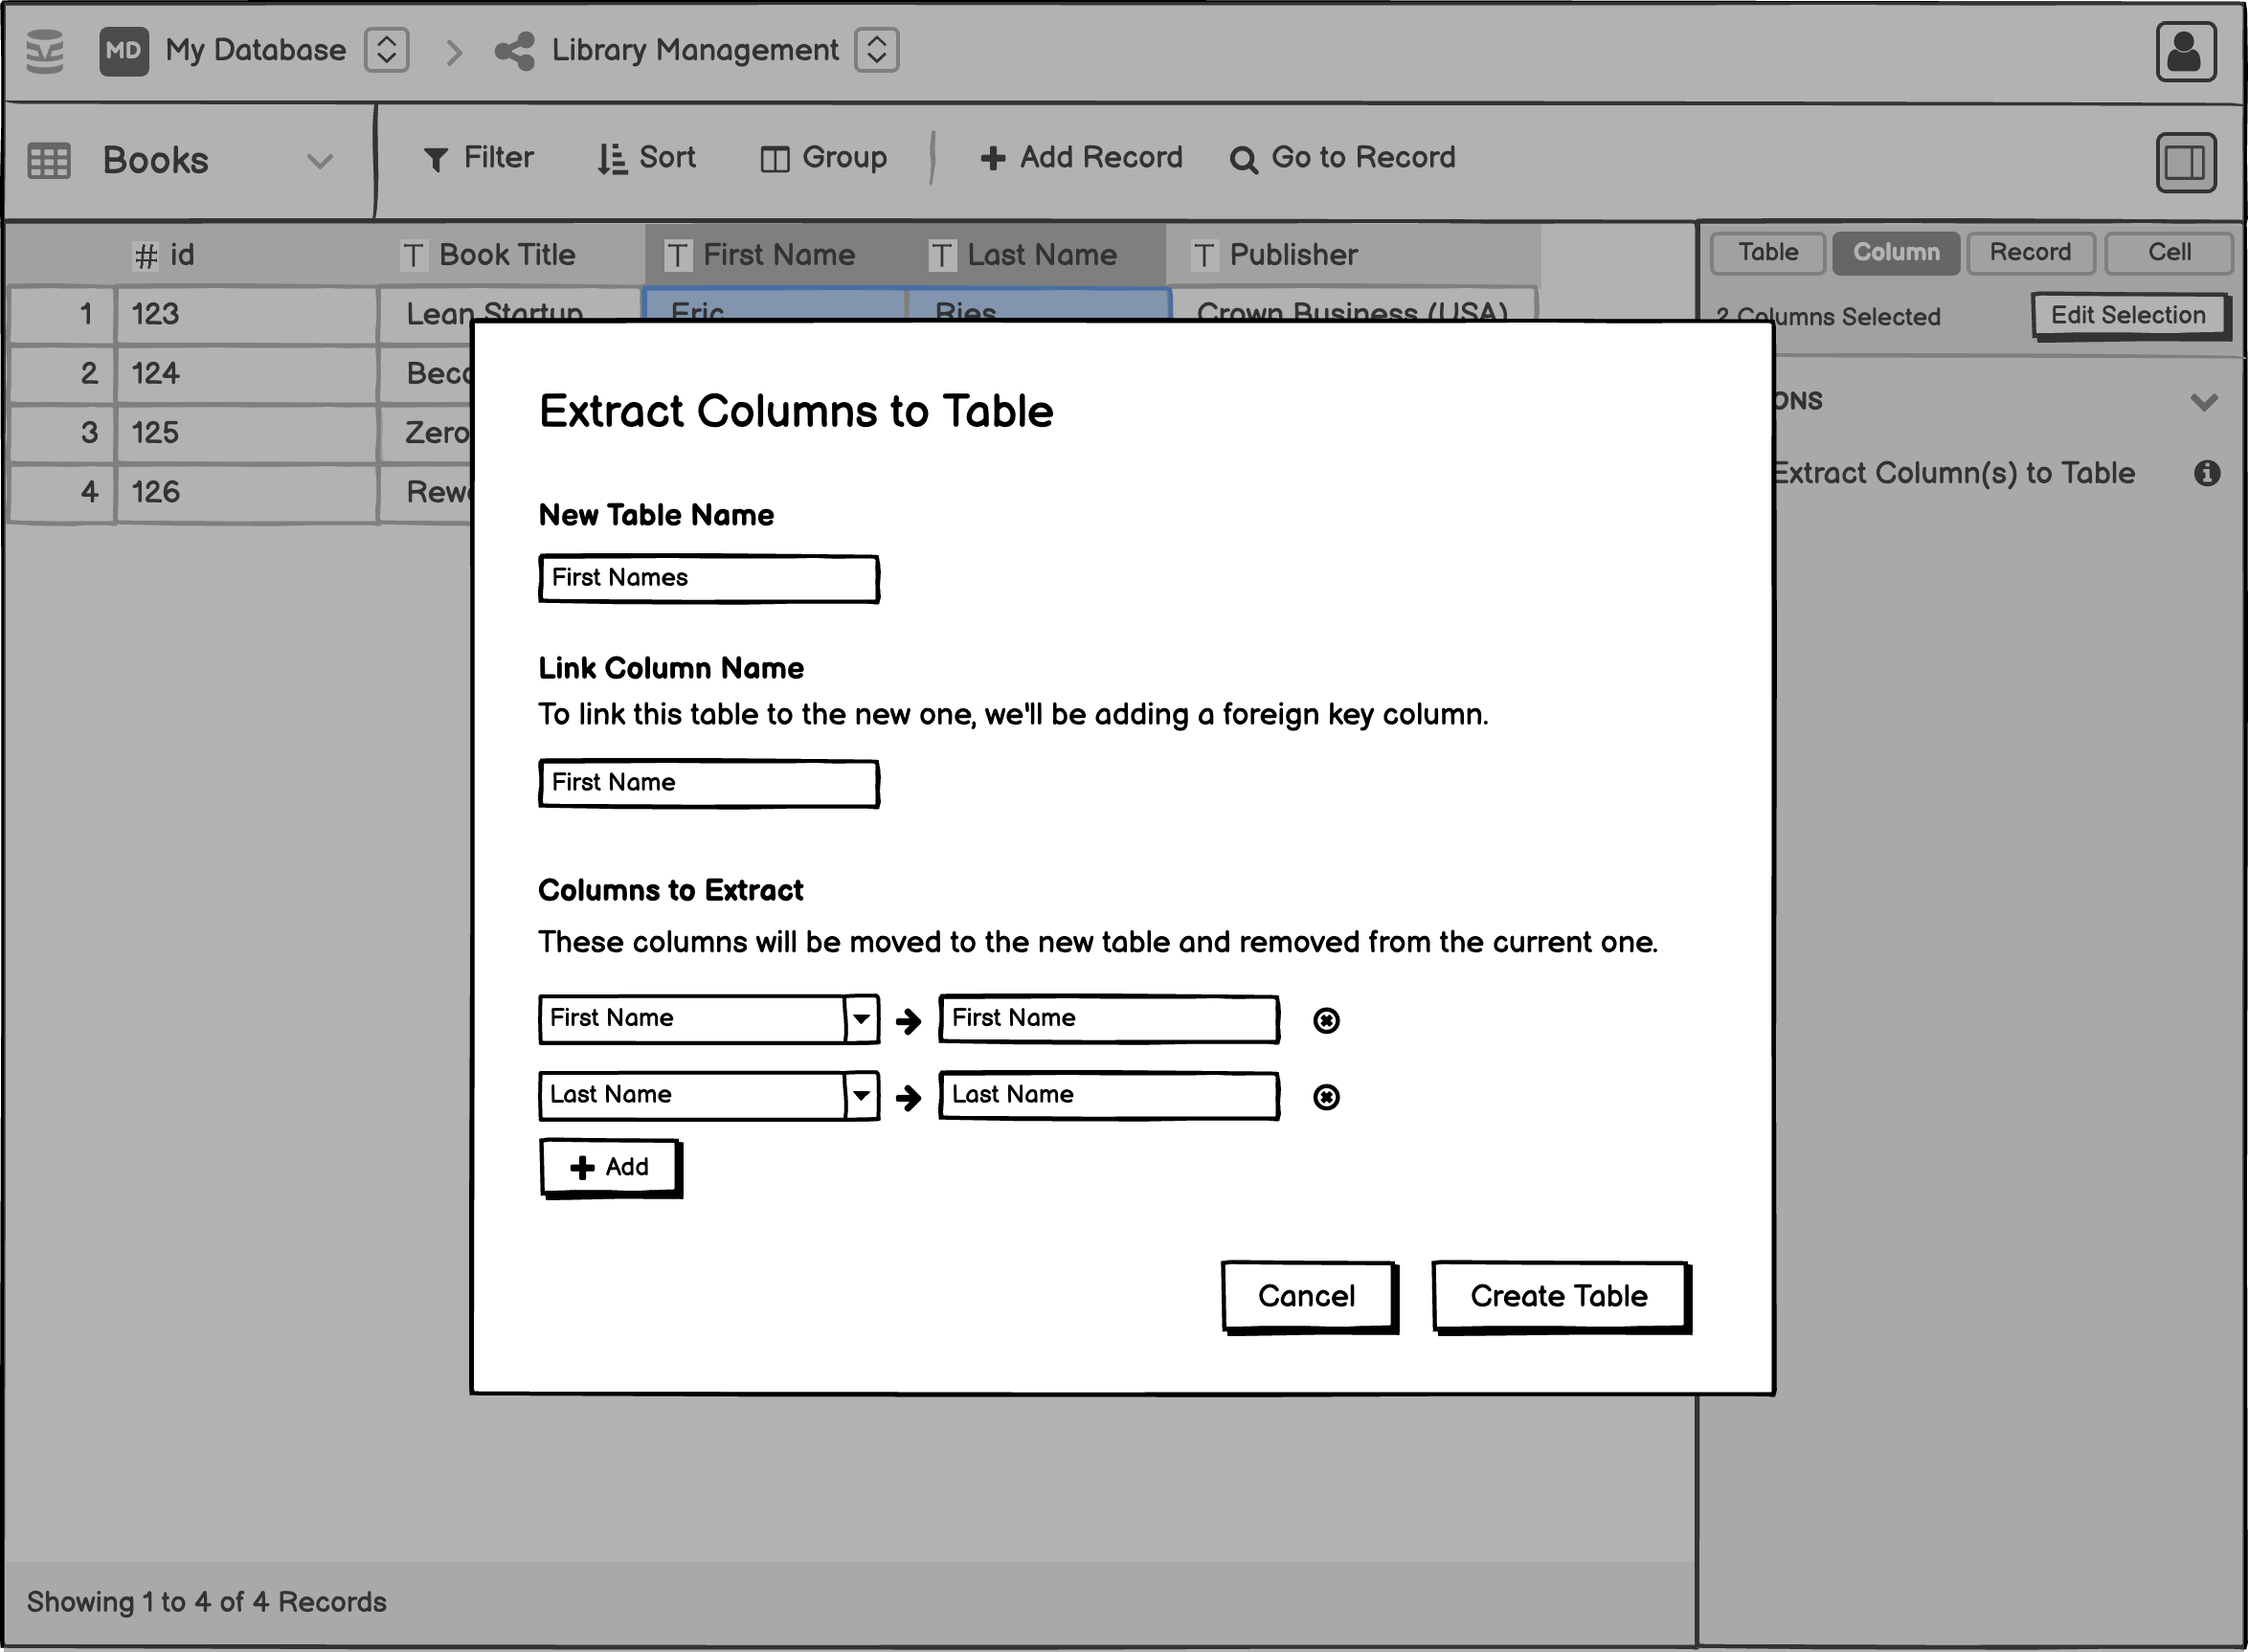 MD My Database Library Management
Books Filter Sort Group Add Record Go to Record
# id T Book Title T First Name T Last Name T Publisher Table Column Record Cell
1 123 Lean Startup Eric Ries Crown Business (USA) 2 Columns Selected Edit Selection
2 124
3 125 Zero
4 126
Extract Column(s) to Table
Extract Columns to Table
New Table Name
First Names
Link Column Name
To link this table to the new one, we'll be adding a foreign key column.
First Name
Columns to Extract
These columns will be moved to the new table and removed from the current one.
First Name First Name
Last Name Last Name
Add
Cancel Create Table
Showing 1 to 4 of 4 Records